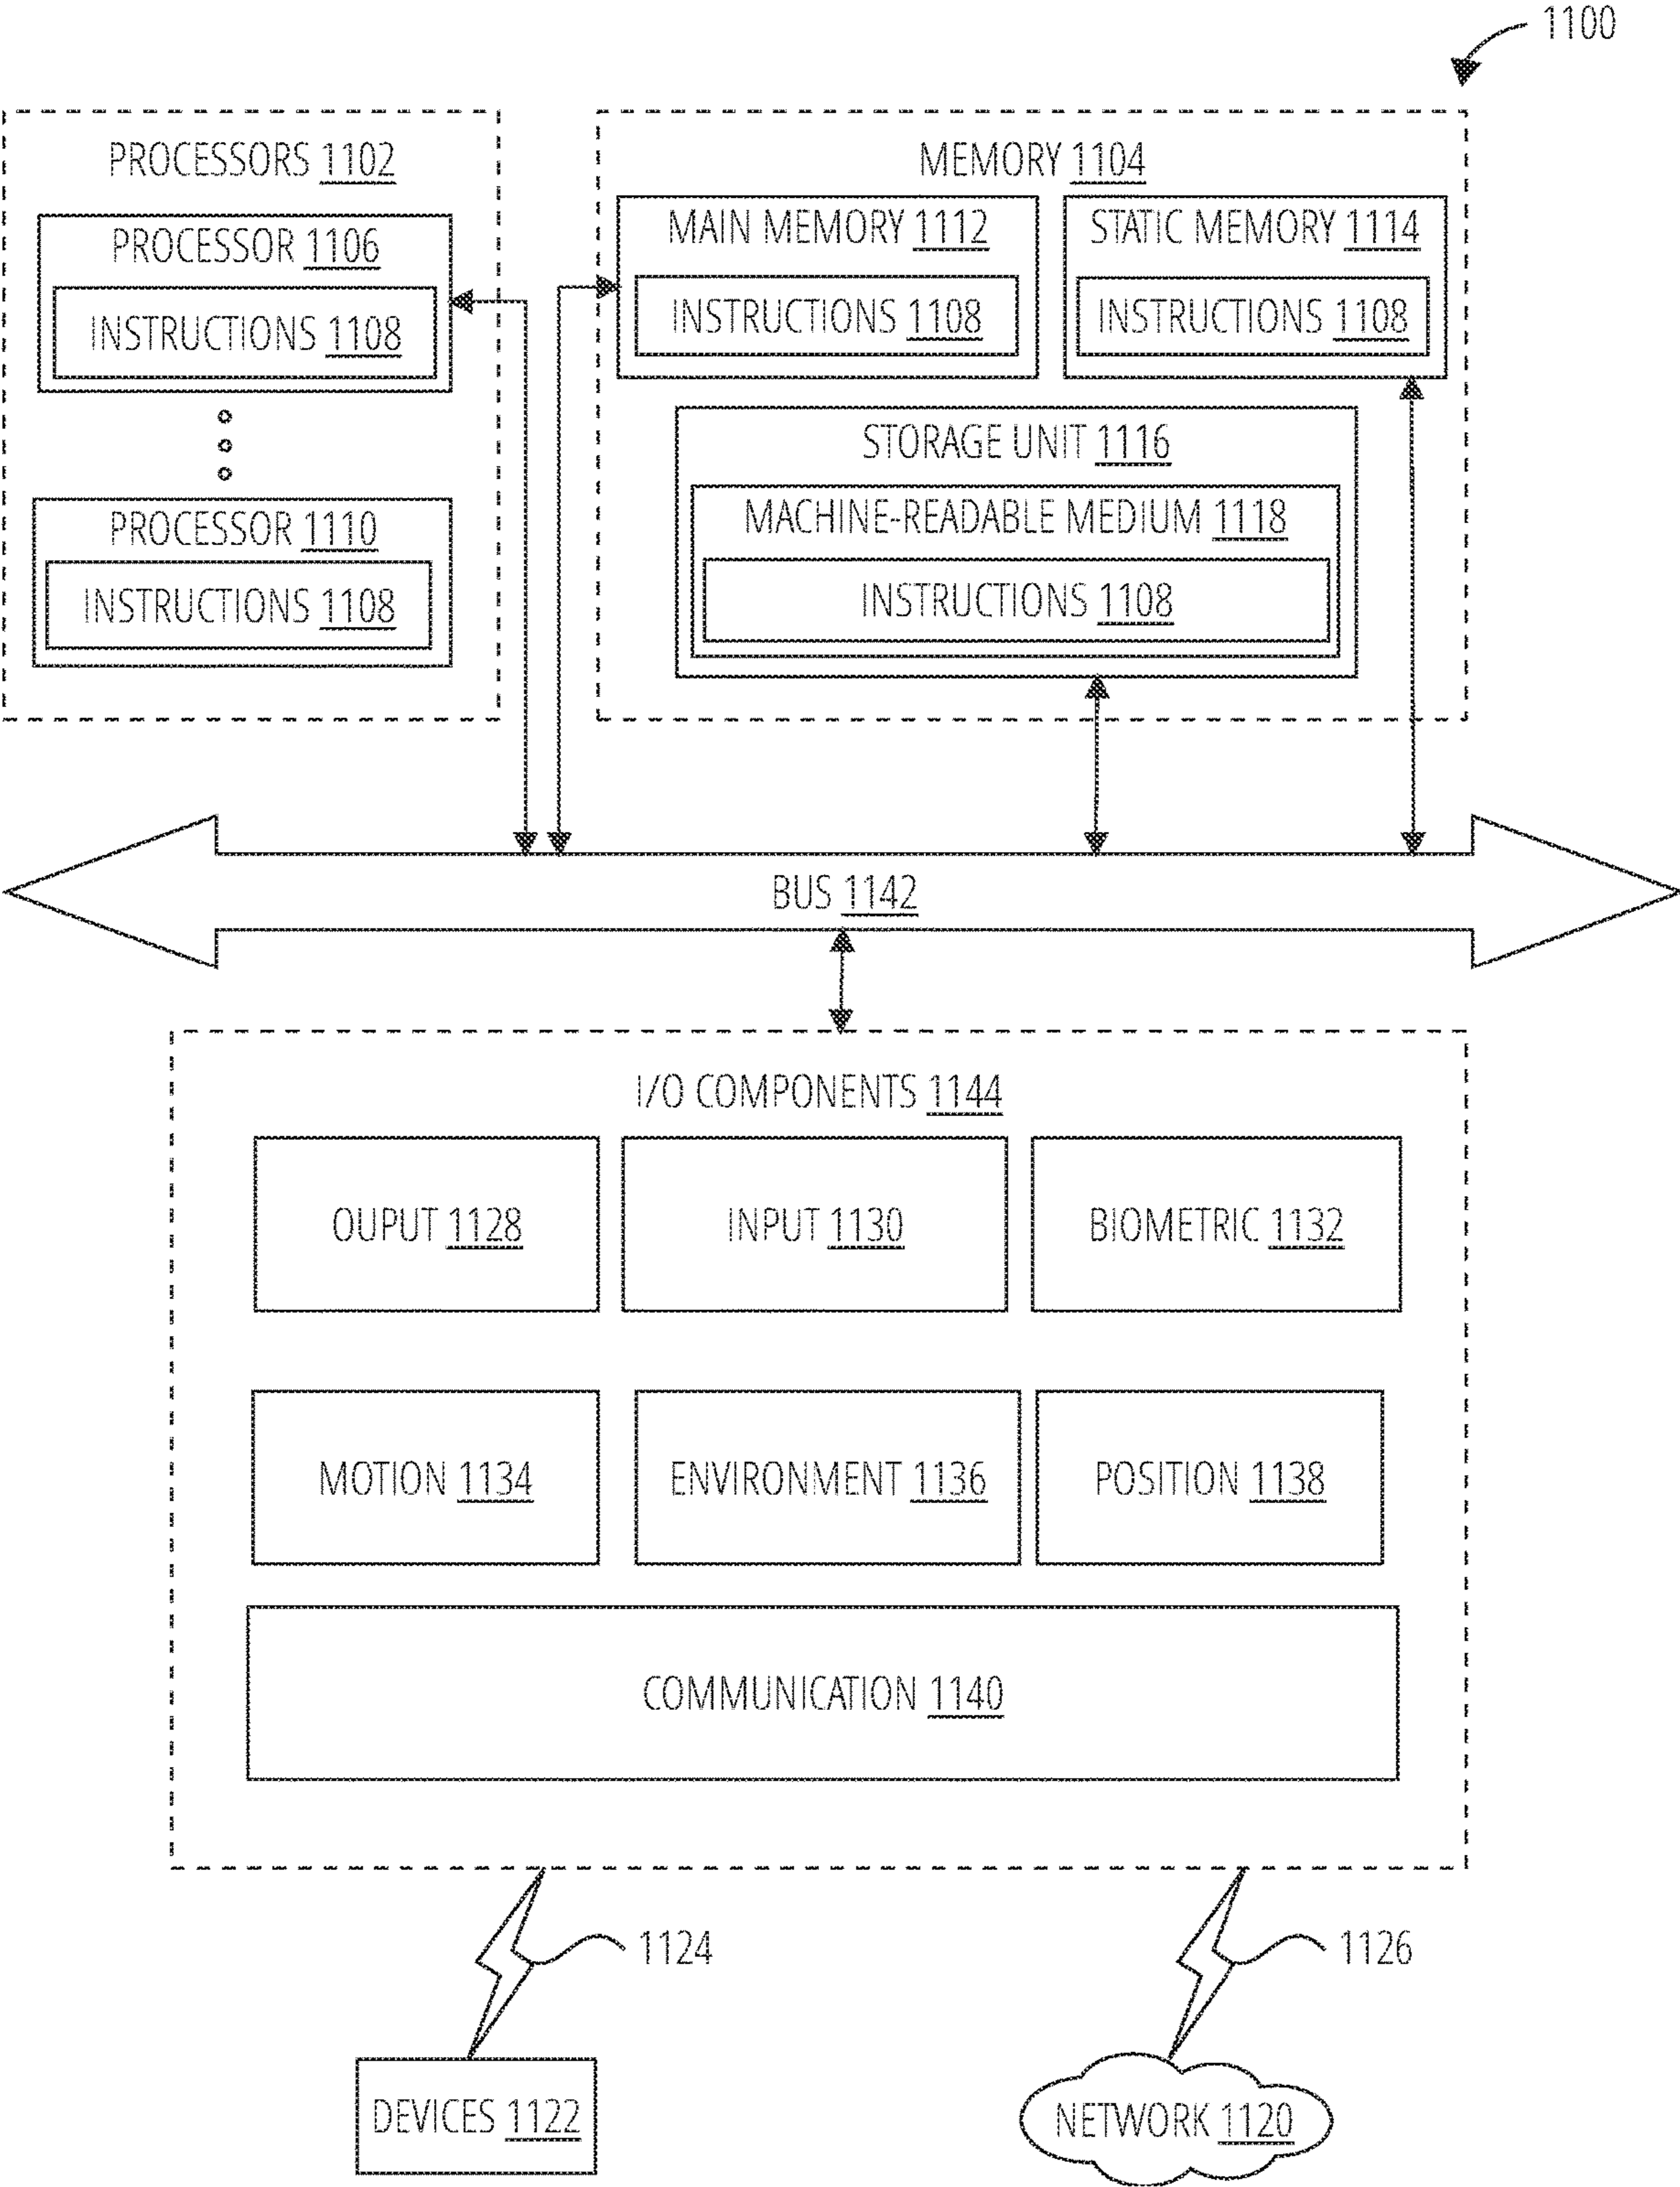 1100
PROCESSORS 1102
PROCESSOR 1106
INSTRUCTIONS 1108
PROCESSOR 1110
INSTRUCTIONS 1108
MEMORY 1104
MAIN MEMORY 1112
INSTRUCTIONS 1108
STATIC MEMORY 1114
INSTRUCTIONS 1108
STORAGE UNIT 1116
MACHINE-READABLE MEDIUM 1118
INSTRUCTIONS 1108
BUS 1142
I/O COMPONENTS 1144
OUPUT 1128
INPUT 1130
BIOMETRIC 1132
MOTION 1134
ENVIRONMENT 1136
POSITION 1138
COMMUNICATION 1140
1124
1126
DEVICES 1122
NETWORK 1120